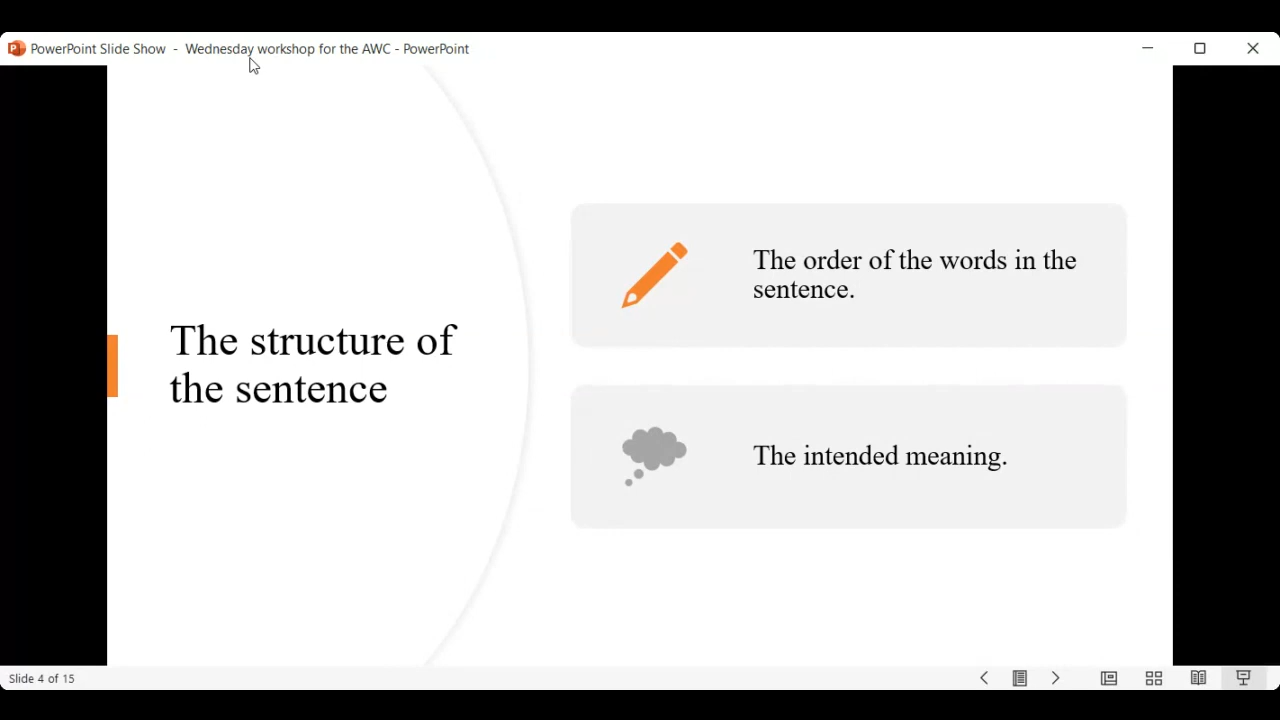 PowerPoint Slide Show - Wednesday workshop for the AWC - PowerPoint
The structure of
the sentence
The order of the words in the
sentence.
The intended meaning.
Slide 4 of 15